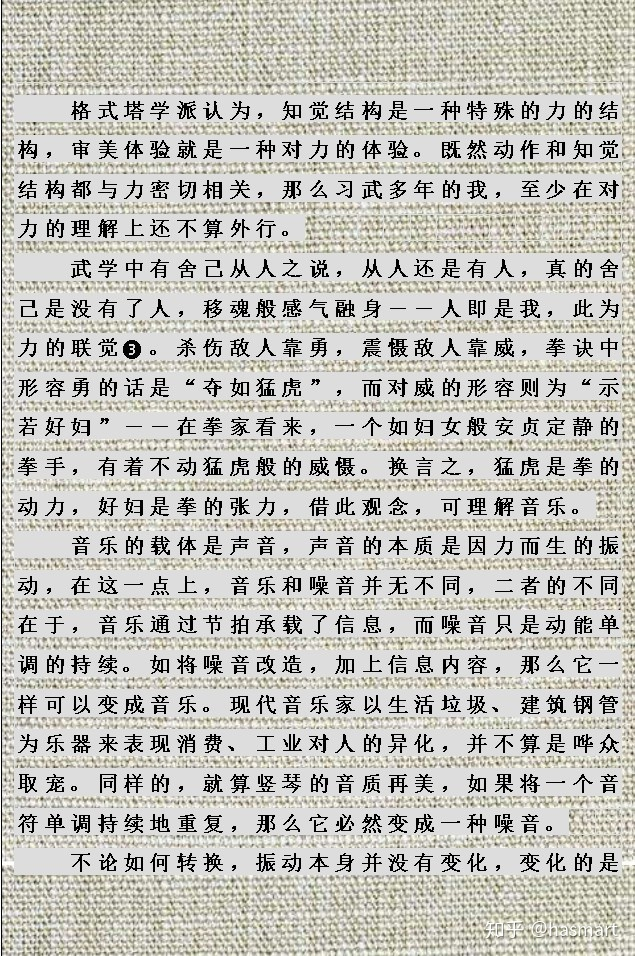 格式塔学派认为，知觉结构是一种特殊的力的结
构，审美体验就是一种对力的体验。既然动作和知觉
结构都与力密切相关，那么习武多年的我，至少在对
力的理解上还不算外行。
武学中有舍己从人之说，从人还是有人，真的舍
己是没有了人，移魂般感气融身——人即是我，此为
力的联觉❸。杀伤敌人靠勇，震慑敌人靠威，拳诀中
形容勇的话是“夺如猛虎”，而对威的形容则为“示
若好妇”——在拳家看来，一个如妇女般安贞定静的
拳手，有着不动猛虎般的威慑。换言之，猛虎是拳的
动力，好妇是拳的张力，借此观念，可理解音乐。
音乐的载体是声音，声音的本质是因力而生的振
动，在这一点上，音乐和噪音并无不同，二者的不同
在于，音乐通过节拍承载了信息，而噪音只是动能单
调的持续。如将噪音改造，加上信息内容，那么它一
样可以变成音乐。现代音乐家以生活垃圾、建筑钢管
为乐器来表现消费、工业对人的异化，并不算是哗众
取宠。同样的，就算竖琴的音质再美，如果将一个音
符单调持续地重复，那么它必然变成一种噪音。
不论如何转换，振动本身并没有变化，变化的是
知乎 @hasmart